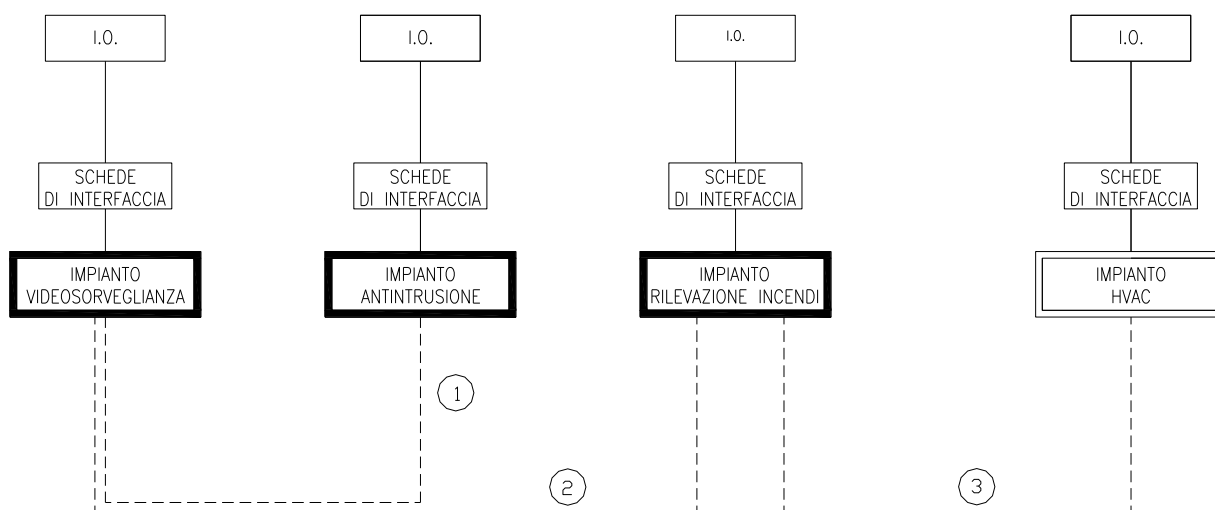 I.O.
I.O.
I.O.
I.O.
SCHEDE
DI INTERFACCIA
SCHEDE
DI INTERFACCIA
SCHEDE
DI INTERFACCIA
SCHEDE
DI INTERFACCIA
IMPIANTO
VIDEOSORVEGLIANZA
IMPIANTO
ANTINTRUSIONE
IMPIANTO
RILEVAZIONE INCENDI
IMPIANTO
HVAC
1
2
3